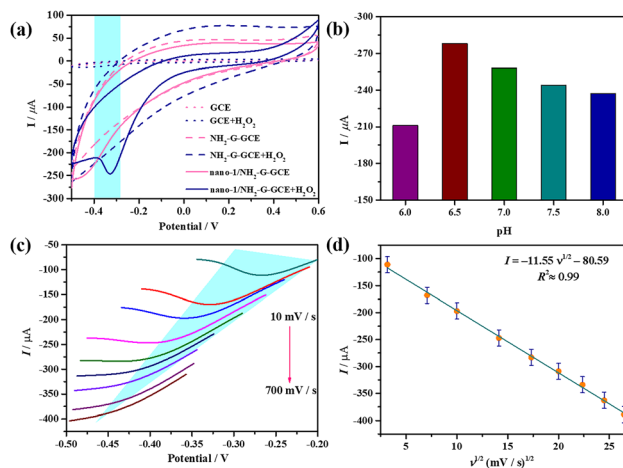 (a)
I / μA
100
50
0
-50
-100
-150
-200
-250
-300
GCE
GCE+H2O2
NH2-G-GCE
NH2-G-GCE+H2O2
nano-1/NH2-G-GCE
nano-1/NH2-G-GCE+H2O2
-0.4 -0.2 0.0 0.2 0.4 0.6
Potential / V
(b)
I / μA
-270
-240
-210
-180
-150
6.0 6.5 7.0 7.5 8.0
pH
(c)
I / μA
-50
-100
-150
-200
-250
-300
-350
-400
10 mV / s
700 mV / s
-0.50 -0.45 -0.40 -0.35 -0.30 -0.25 -0.20
Potential / V
(d)
I = –11.55 ν1/2 – 80.59
R2≈ 0.99
I / μA
-100
-150
-200
-250
-300
-350
-400
5 10 15 20 25
ν1/2 (mV / s)1/2